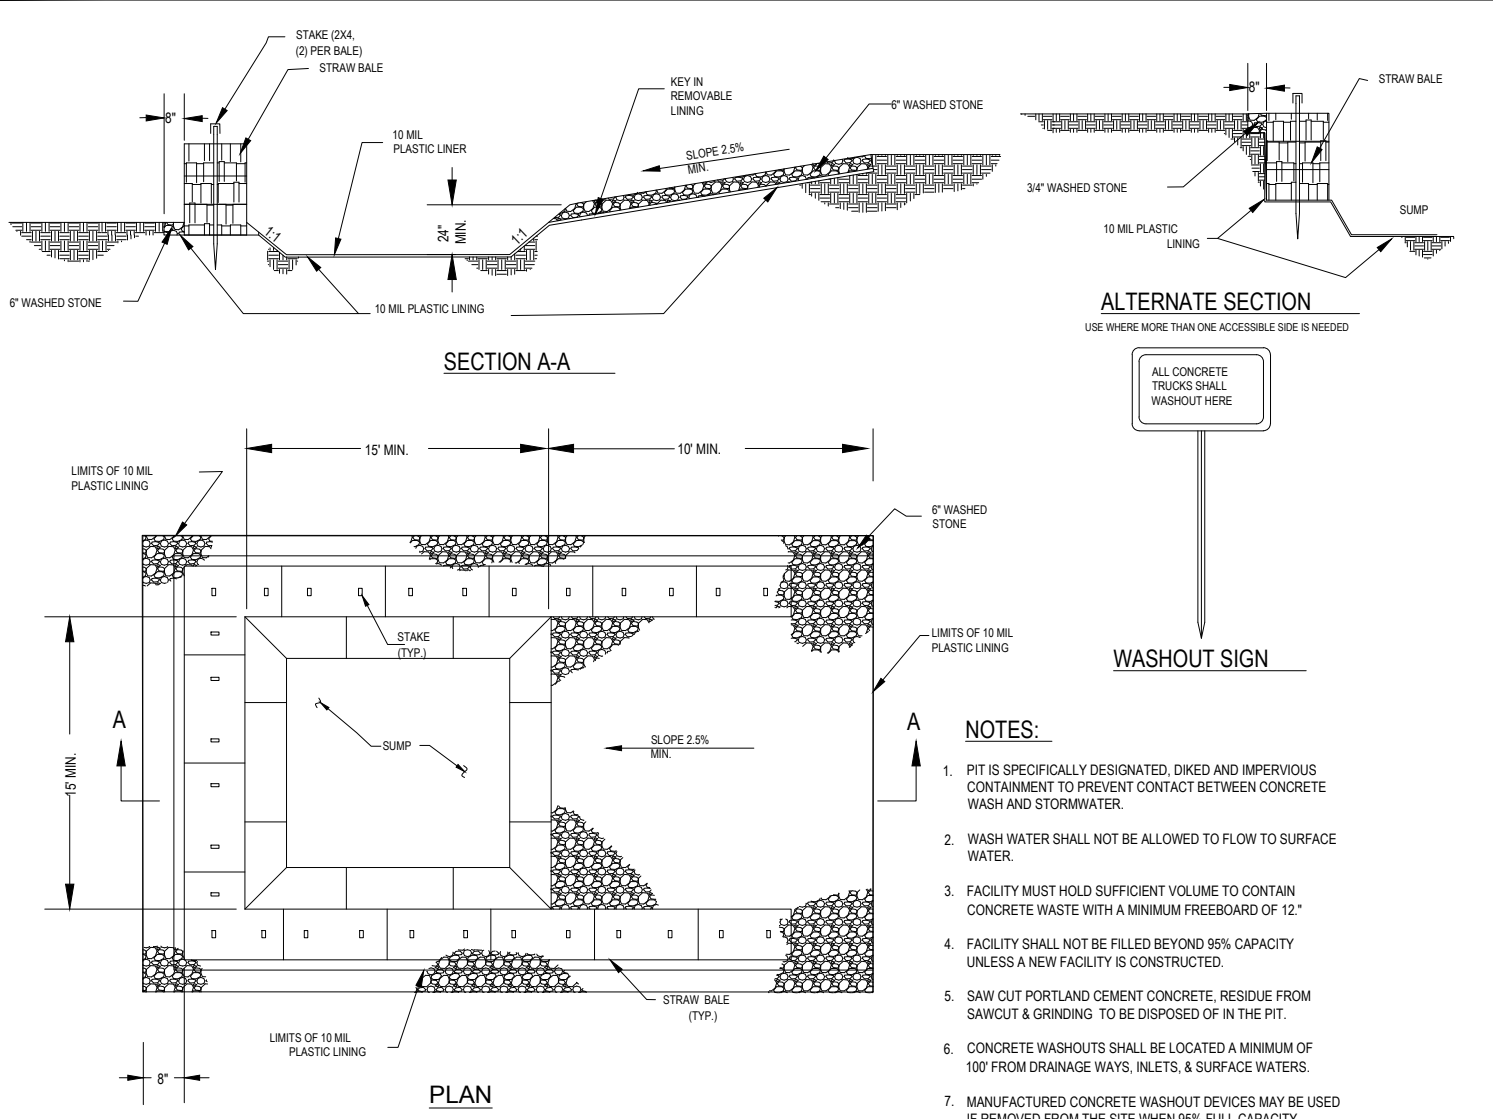 STAKE (2X4,
(2) PER BALE)
STRAW BALE
8"
10 MIL
PLASTIC LINER
KEY IN
REMOVABLE
LINING
6" WASHED STONE
SLOPE 2.5%
MIN.
24"
MIN.
1:1
1:1
6" WASHED STONE
10 MIL PLASTIC LINING
SECTION A-A
8"
STRAW BALE
3/4" WASHED STONE
SUMP
10 MIL PLASTIC
LINING
ALTERNATE SECTION
USE WHERE MORE THAN ONE ACCESSIBLE SIDE IS NEEDED
ALL CONCRETE
TRUCKS SHALL
WASHOUT HERE
WASHOUT SIGN
15' MIN.
10' MIN.
LIMITS OF 10 MIL
PLASTIC LINING
6" WASHED
STONE
STAKE
(TYP.)
LIMITS OF 10 MIL
PLASTIC LINING
A
A
15' MIN.
SUMP
SLOPE 2.5%
MIN.
STRAW BALE
(TYP.)
LIMITS OF 10 MIL
PLASTIC LINING
8"
PLAN
NOTES:
1. PIT IS SPECIFICALLY DESIGNATED, DIKED AND IMPERVIOUS
CONTAINMENT TO PREVENT CONTACT BETWEEN CONCRETE
WASH AND STORMWATER.
2. WASH WATER SHALL NOT BE ALLOWED TO FLOW TO SURFACE
WATER.
3. FACILITY MUST HOLD SUFFICIENT VOLUME TO CONTAIN
CONCRETE WASTE WITH A MINIMUM FREEBOARD OF 12."
4. FACILITY SHALL NOT BE FILLED BEYOND 95% CAPACITY
UNLESS A NEW FACILITY IS CONSTRUCTED.
5. SAW CUT PORTLAND CEMENT CONCRETE, RESIDUE FROM
SAWCUT & GRINDING TO BE DISPOSED OF IN THE PIT.
6. CONCRETE WASHOUTS SHALL BE LOCATED A MINIMUM OF
100' FROM DRAINAGE WAYS, INLETS, & SURFACE WATERS.
7. MANUFACTURED CONCRETE WASHOUT DEVICES MAY BE USED
IF REMOVED FROM THE SITE WHEN 95% FULL CAPACITY